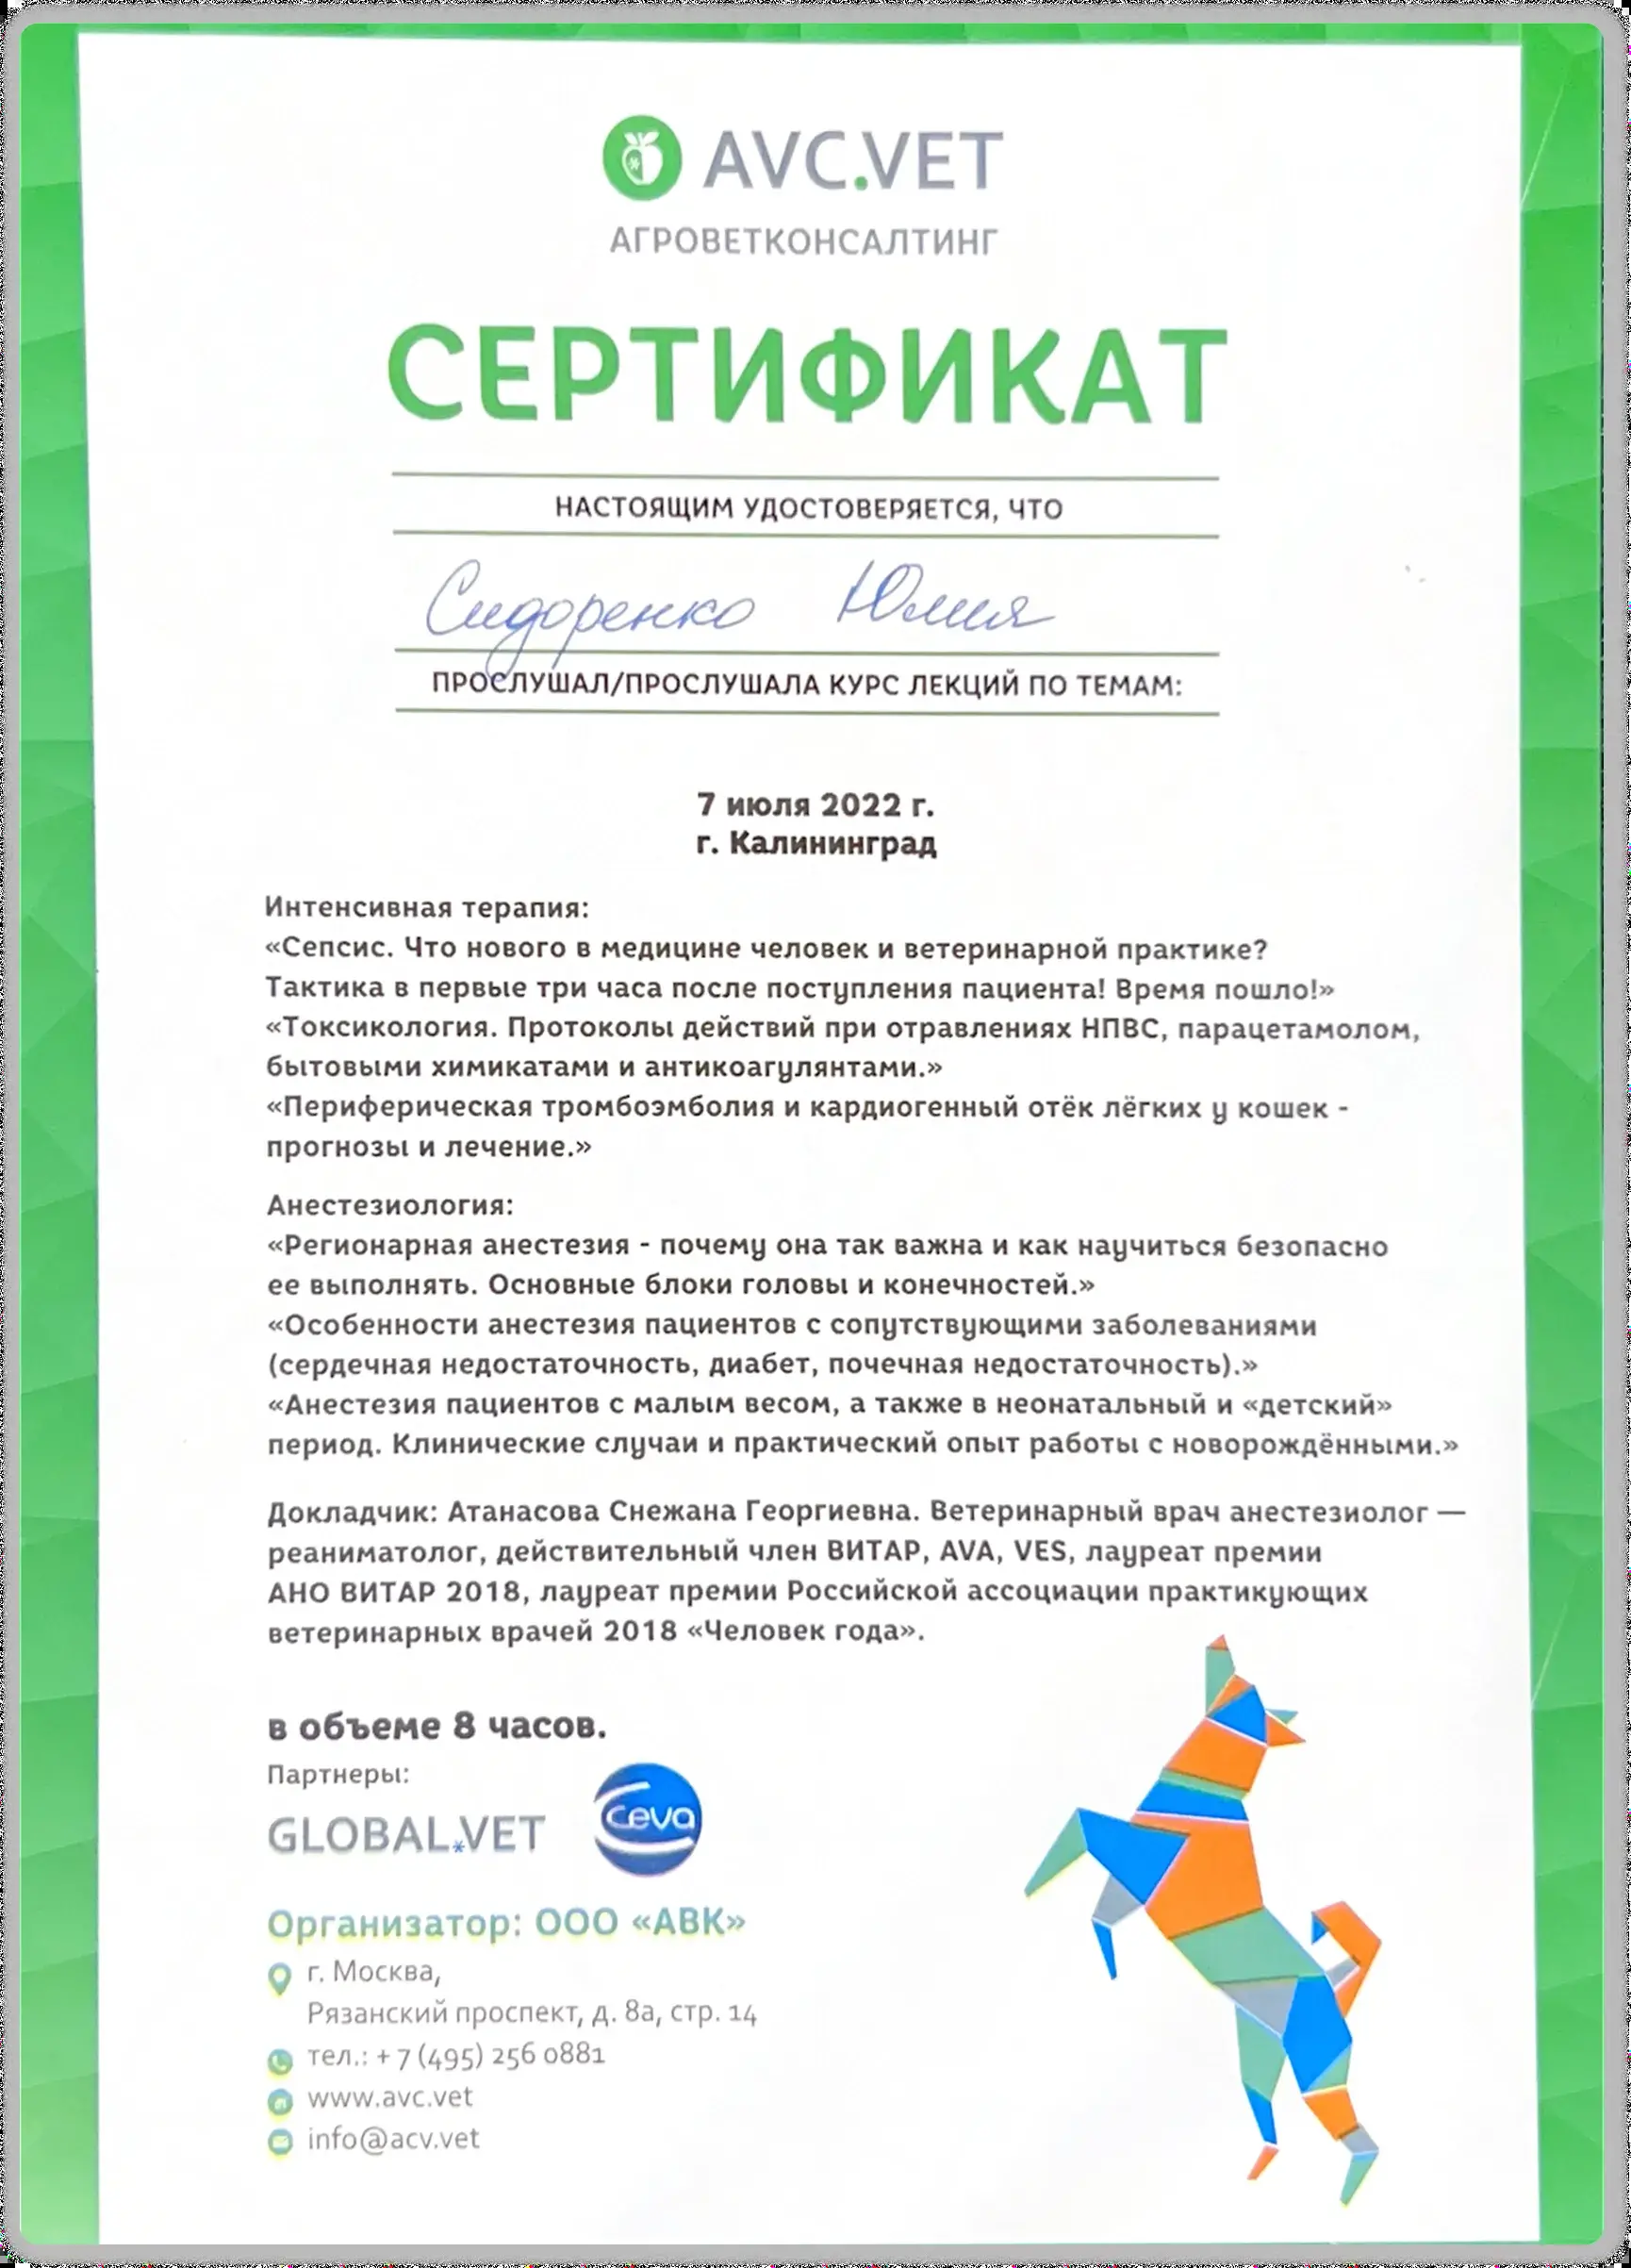 AVC.VET
АГРОВЕТКОНСАЛТИНГ
СЕРТИФИКАТ
НАСТОЯЩИМ УДОСТОВЕРЯЕТСЯ, ЧТО
Сидоренко Юлия
ПРОСЛУШАЛ/ПРОСЛУШАЛА КУРС ЛЕКЦИЙ ПО ТЕМАМ:
7 июля 2022 г.
г. Калининград
Интенсивная терапия:
«Сепсис. Что нового в медицине человек и ветеринарной практике?
Тактика в первые три часа после поступления пациента! Время пошло!»
«Токсикология. Протоколы действий при отравлениях НПВС, парацетамолом,
бытовыми химикатами и антикоагулянтами.»
«Периферическая тромбоэмболия и кардиогенный отёк лёгких у кошек -
прогнозы и лечение.»
Анестезиология:
«Регионарная анестезия - почему она так важна и как научиться безопасно
ее выполнять. Основные блоки головы и конечностей.»
«Особенности анестезия пациентов с сопутствующими заболеваниями
(сердечная недостаточность, диабет, почечная недостаточность).»
«Анестезия пациентов с малым весом, а также в неонатальный и «детский»
период. Клинические случаи и практический опыт работы с новорождёнными.»
Докладчик: Атанасова Снежана Георгиевна. Ветеринарный врач анестезиолог —
реаниматолог, действительный член ВИТАР, AVA, VES, лауреат премии
АНО ВИТАР 2018, лауреат премии Российской ассоциации практикующих
ветеринарных врачей 2018 «Человек года».
в объеме 8 часов.
Партнеры:
GLOBAL.VET ceva
Организатор: ООО «АВК»
г. Москва,
Рязанский проспект, д. 8а, стр. 14
тел.: + 7 (495) 256 0881
www.avc.vet
info@acv.vet